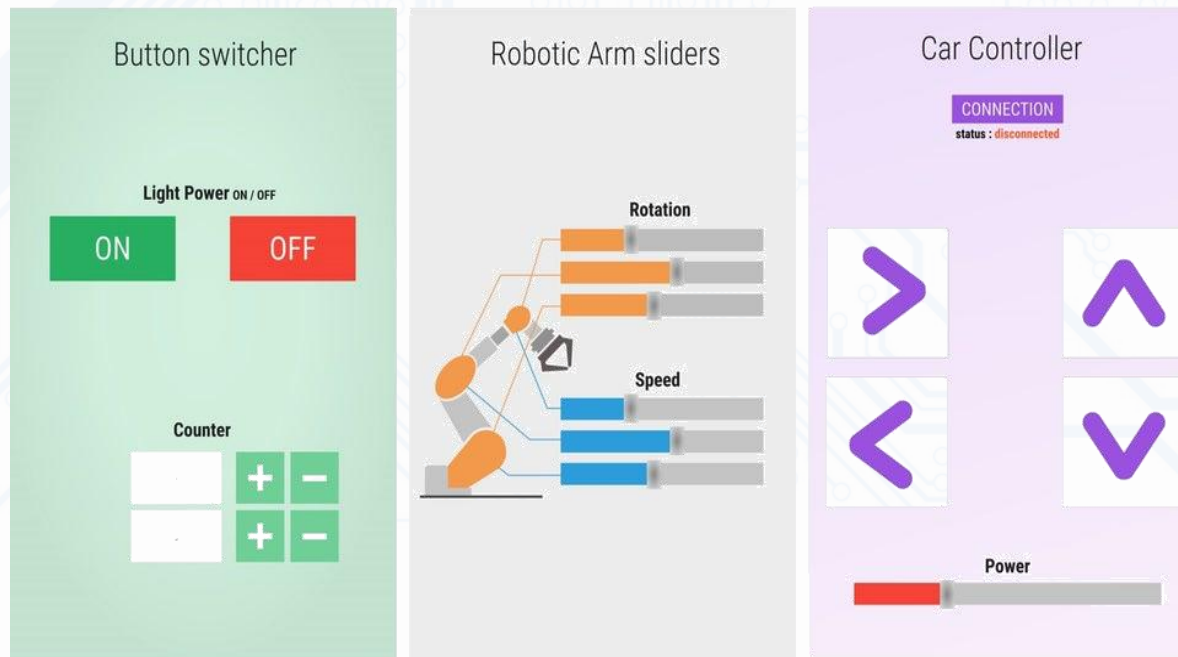 Button switcher
Light Power ON / OFF
ON
OFF
Counter
+ −
+ −
Robotic Arm sliders
Rotation
Speed
Car Controller
CONNECTION
status : disconnected
Power